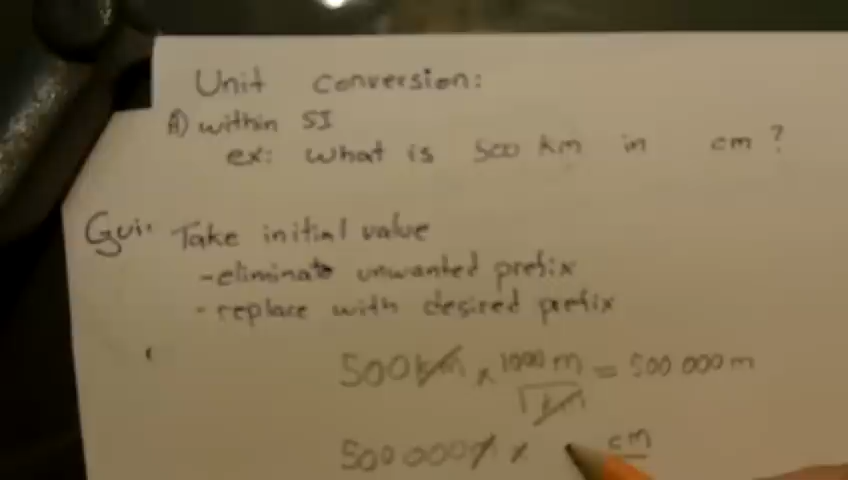 Unit conversion:
A) within SI
ex: what is 500 km in cm?
Gui: Take initial value
- eliminate unwanted prefix
- replace with desired prefix
500 km x 1000 m = 500 000 m
1 km
500 000 m x cm